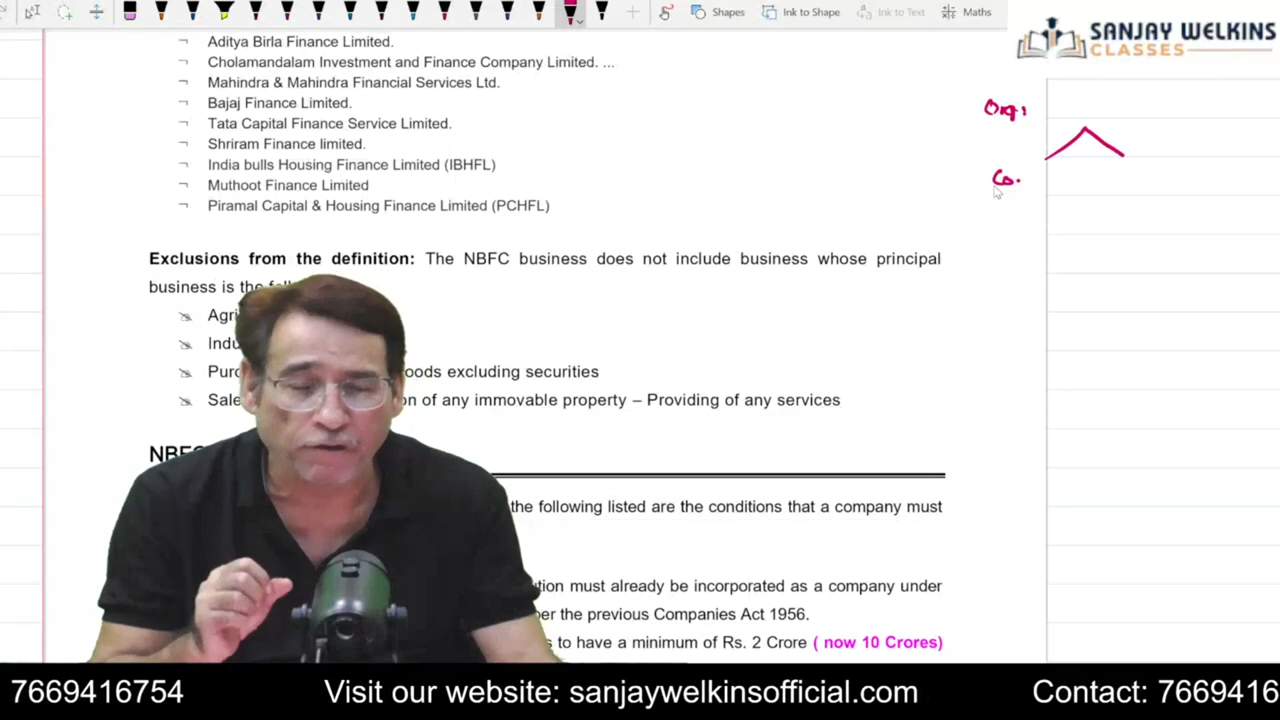 Shapes Ink to Shape Ink to Text Maths
SANJAY WELKINS
CLASSES
Aditya Birla Finance Limited.
Cholamandalam Investment and Finance Company Limited. ...
Mahindra & Mahindra Financial Services Ltd.
Bajaj Finance Limited.
Org:
Tata Capital Finance Service Limited.
Shriram Finance limited.
India bulls Housing Finance Limited (IBHFL)
Co.
Muthoot Finance Limited
Piramal Capital & Housing Finance Limited (PCHFL)
Exclusions from the definition: The NBFC business does not include business whose principal
business is the
Agri
Indu
Purc oods excluding securities
Sale on of any immovable property – Providing of any services
NBFC
the following listed are the conditions that a company must
ution must already be incorporated as a company under
per the previous Companies Act 1956.
s to have a minimum of Rs. 2 Crore ( now 10 Crores)
7669416754 Visit our website: sanjaywelkinsofficial.com Contact: 7669416